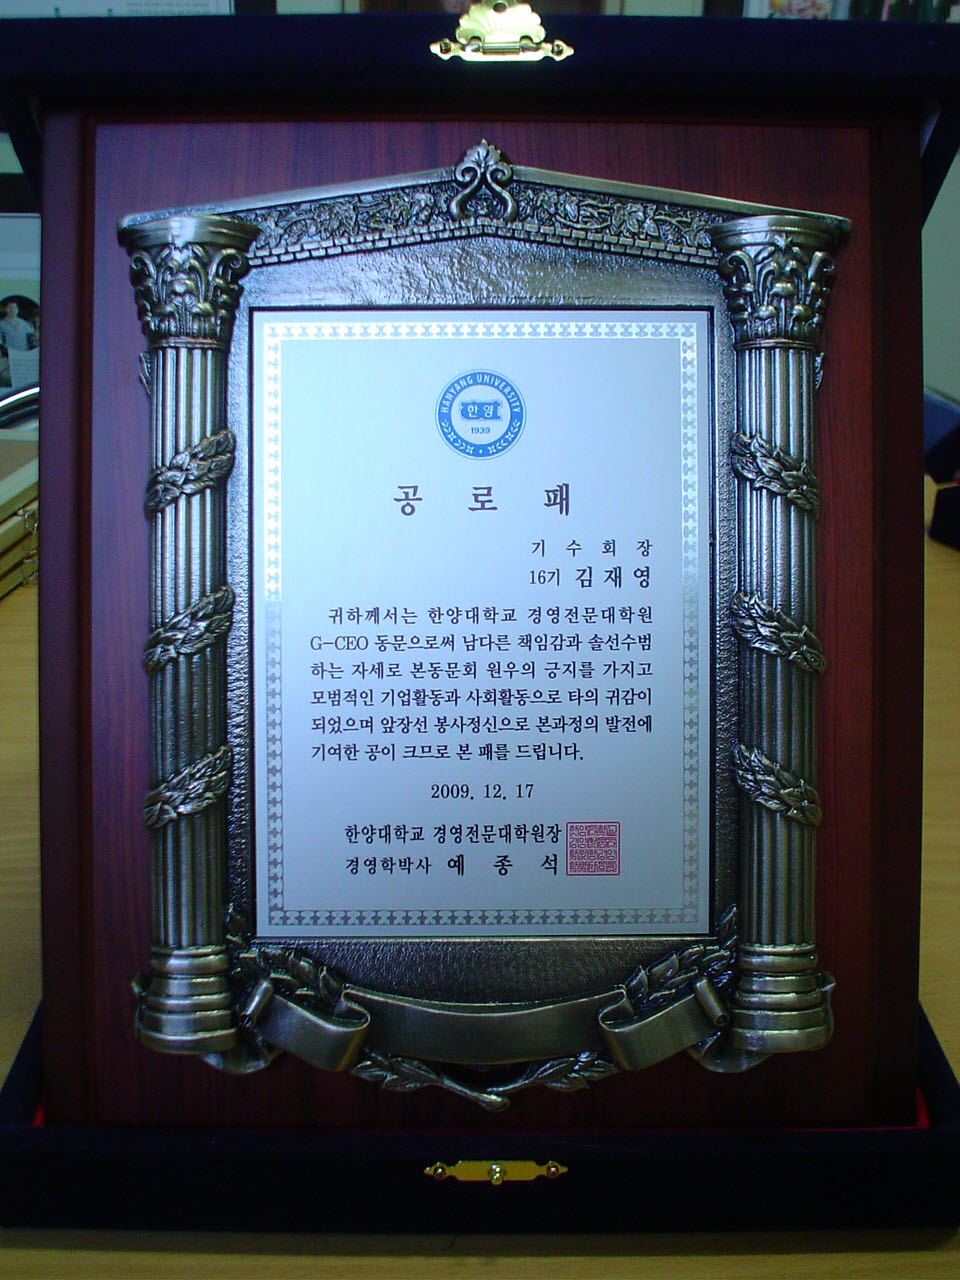 HANYANG UNIVERSITY
한양
1939
공 로 패
기 수 회 장
16기 김재영
귀하께서는 한양대학교 경영전문대학원
G-CEO 동문으로써 남다른 책임감과 솔선수범
하는 자세로 본동문회 원우의 긍지를 가지고
모범적인 기업활동과 사회활동으로 타의 귀감이
되었으며 앞장선 봉사정신으로 본과정의 발전에
기여한 공이 크므로 본 패를 드립니다.
2009. 12. 17
한양대학교 경영전문대학원장
경영학박사 예 종 석